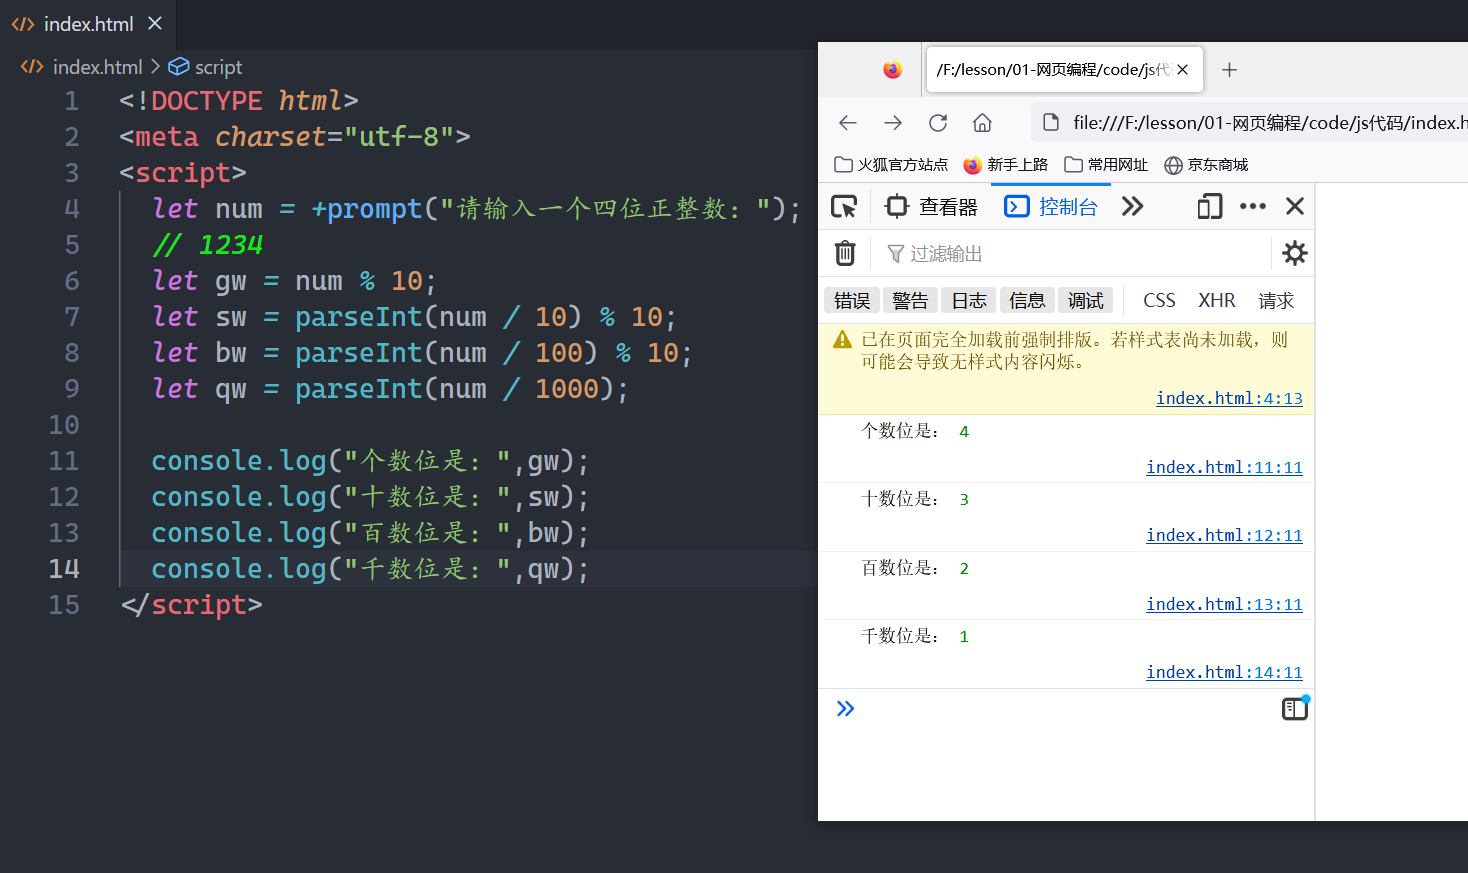 index.html
index.html > script
1 <!DOCTYPE html>
2 <meta charset="utf-8">
3 <script>
4 let num = +prompt("请输入一个四位正整数：");
5 // 1234
6 let gw = num % 10;
7 let sw = parseInt(num / 10) % 10;
8 let bw = parseInt(num / 100) % 10;
9 let qw = parseInt(num / 1000);
10
11 console.log("个数位是：",gw);
12 console.log("十数位是：",sw);
13 console.log("百数位是：",bw);
14 console.log("千数位是：",qw);
15 </script>
/F:/lesson/01-网页编程/code/js代
file:///F:/lesson/01-网页编程/code/js代码/index.h
火狐官方站点 新手上路 常用网址 京东商城
查看器 控制台
过滤输出
错误 警告 日志 信息 调试 CSS XHR 请求
已在页面完全加载前强制排版。若样式表尚未加载，则
可能会导致无样式内容闪烁。
index.html:4:13
个数位是： 4
index.html:11:11
十数位是： 3
index.html:12:11
百数位是： 2
index.html:13:11
千数位是： 1
index.html:14:11